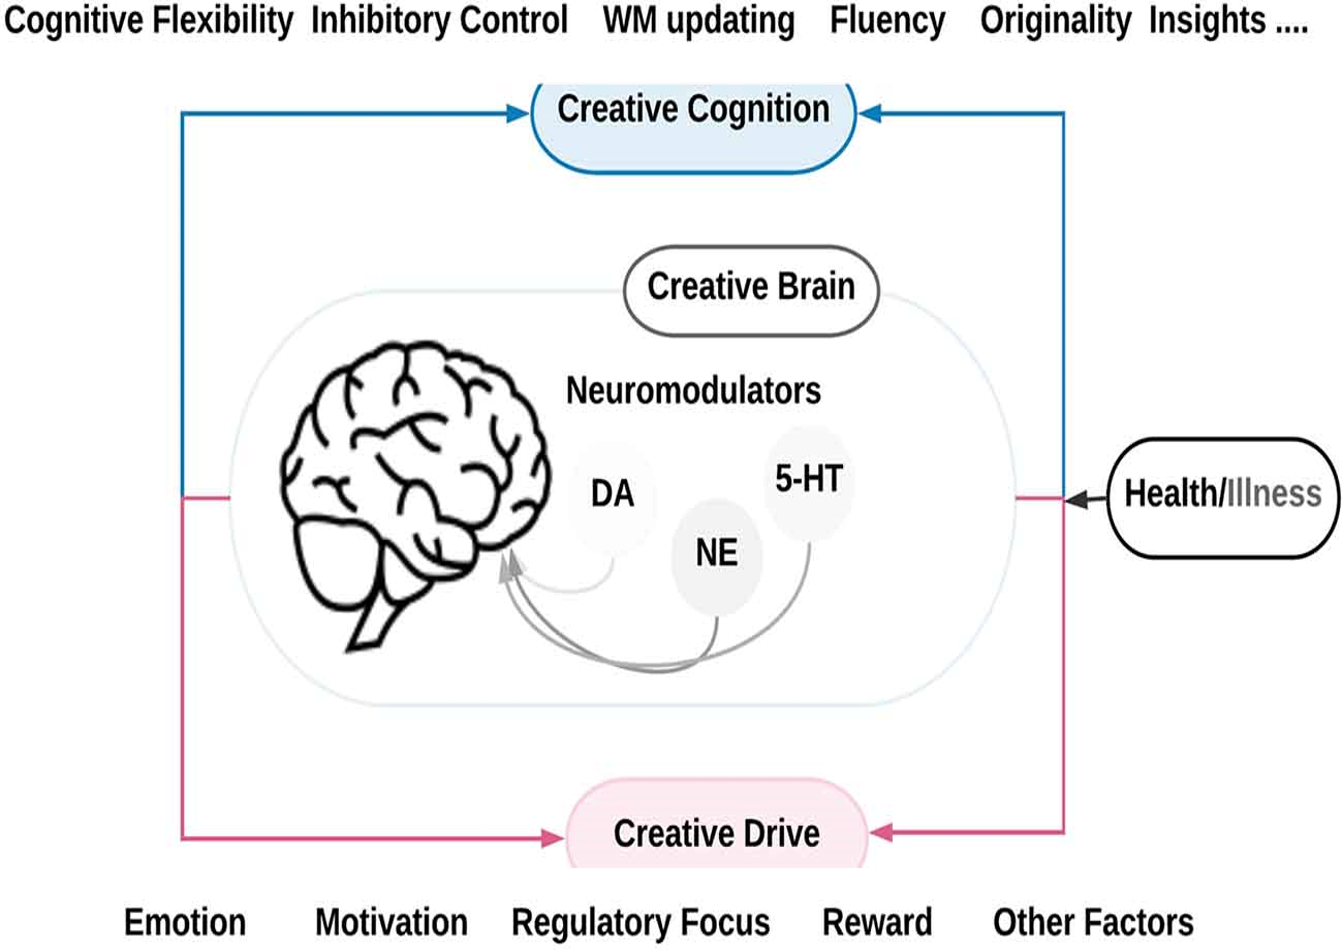 Cognitive Flexibility Inhibitory Control WM updating Fluency Originality Insights ....
Creative Cognition
Creative Brain
Neuromodulators
DA
5-HT
NE
Health/Illness
Creative Drive
Emotion Motivation Regulatory Focus Reward Other Factors